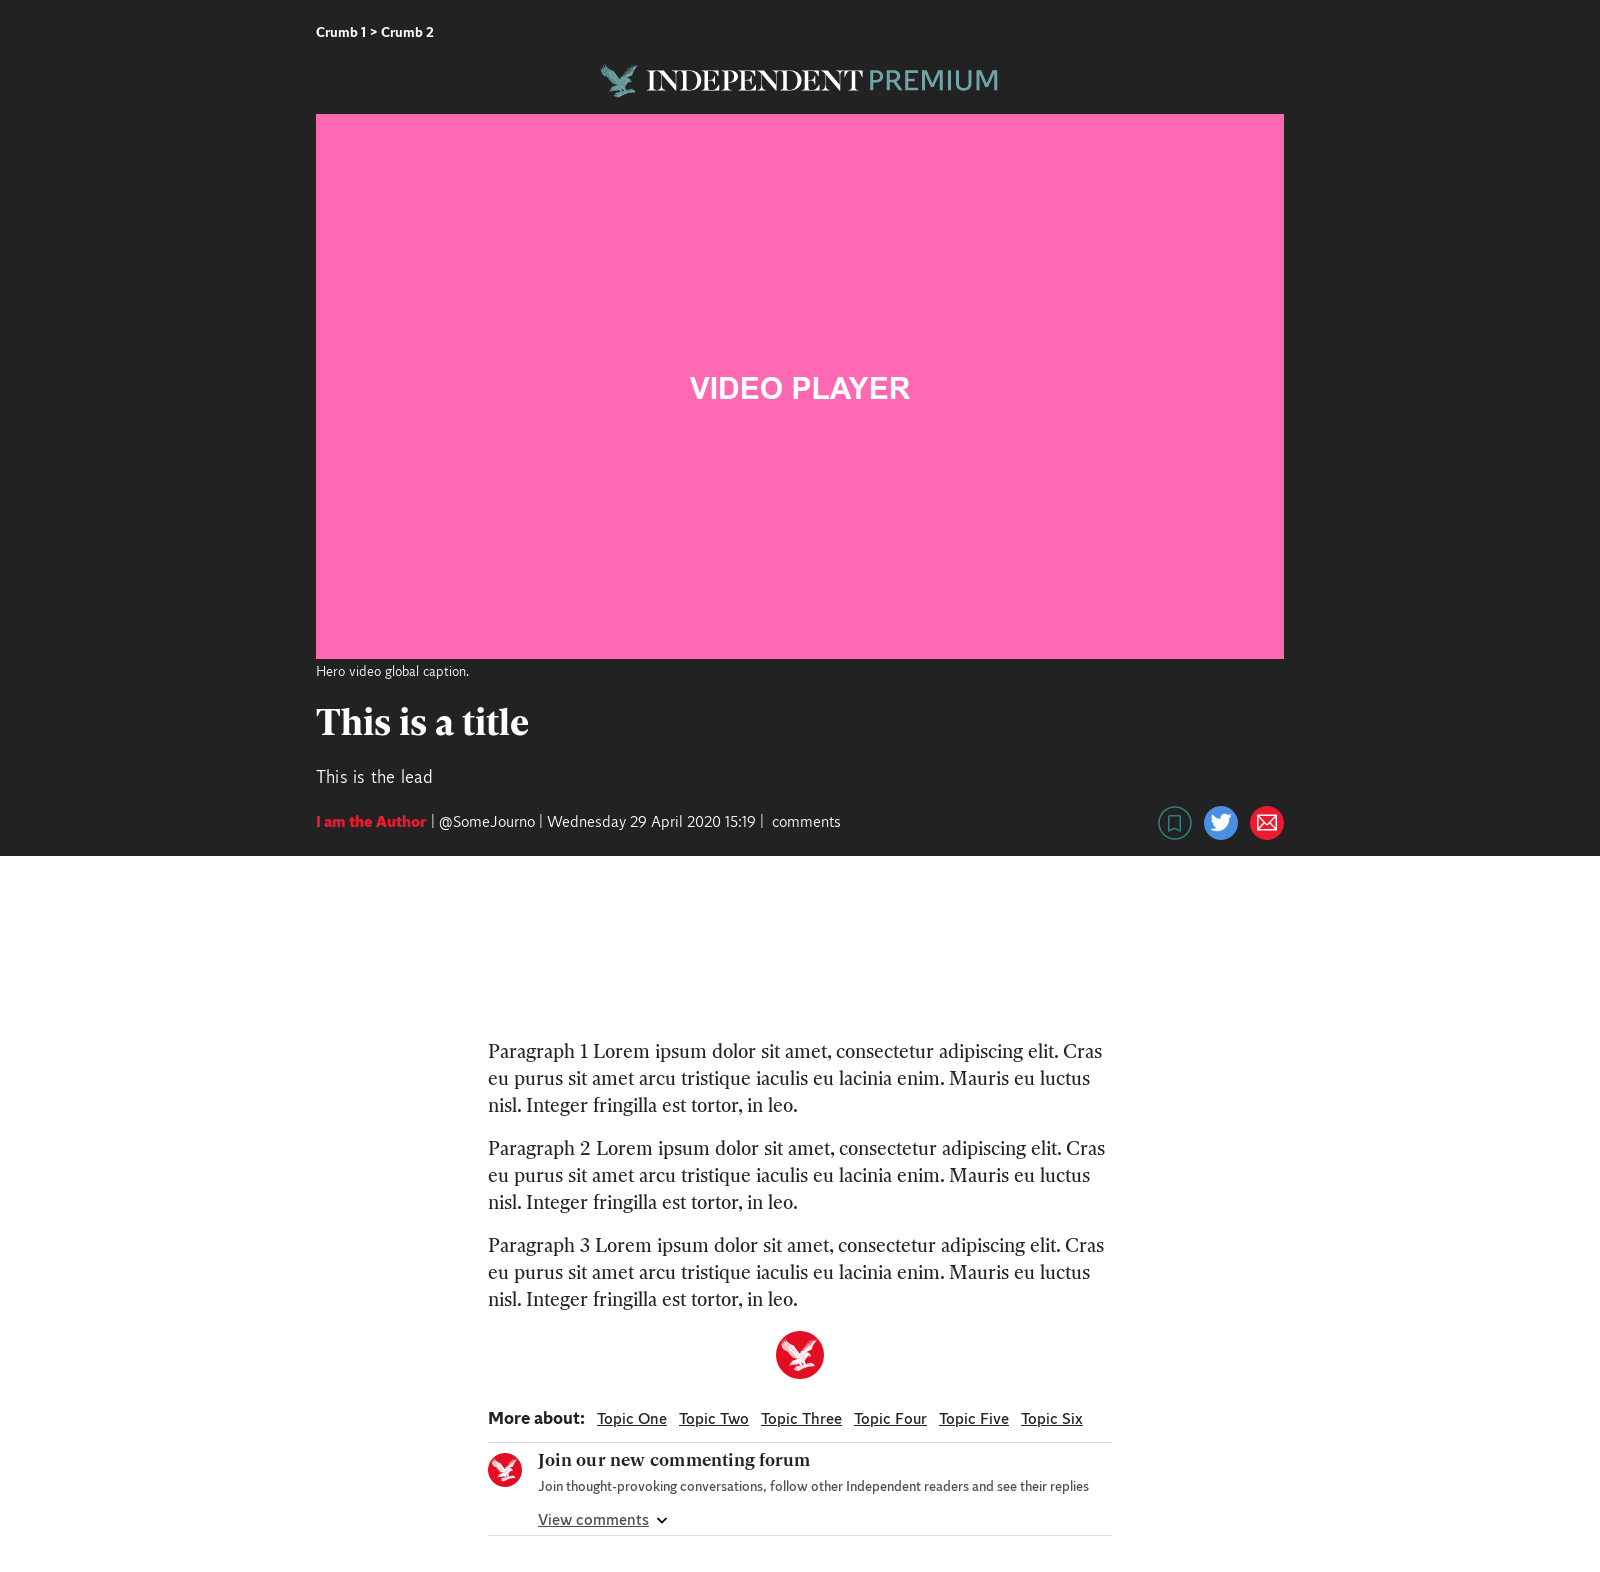 Crumb 1 > Crumb 2
INDEPENDENT PREMIUM
VIDEO PLAYER
Hero video global caption.
This is a title
This is the lead
I am the Author | @SomeJourno | Wednesday 29 April 2020 15:19 | comments
Paragraph 1 Lorem ipsum dolor sit amet, consectetur adipiscing elit. Cras
eu purus sit amet arcu tristique iaculis eu lacinia enim. Mauris eu luctus
nisl. Integer fringilla est tortor, in leo.
Paragraph 2 Lorem ipsum dolor sit amet, consectetur adipiscing elit. Cras
eu purus sit amet arcu tristique iaculis eu lacinia enim. Mauris eu luctus
nisl. Integer fringilla est tortor, in leo.
Paragraph 3 Lorem ipsum dolor sit amet, consectetur adipiscing elit. Cras
eu purus sit amet arcu tristique iaculis eu lacinia enim. Mauris eu luctus
nisl. Integer fringilla est tortor, in leo.
More about: Topic One Topic Two Topic Three Topic Four Topic Five Topic Six
Join our new commenting forum
Join thought-provoking conversations, follow other Independent readers and see their replies
View comments